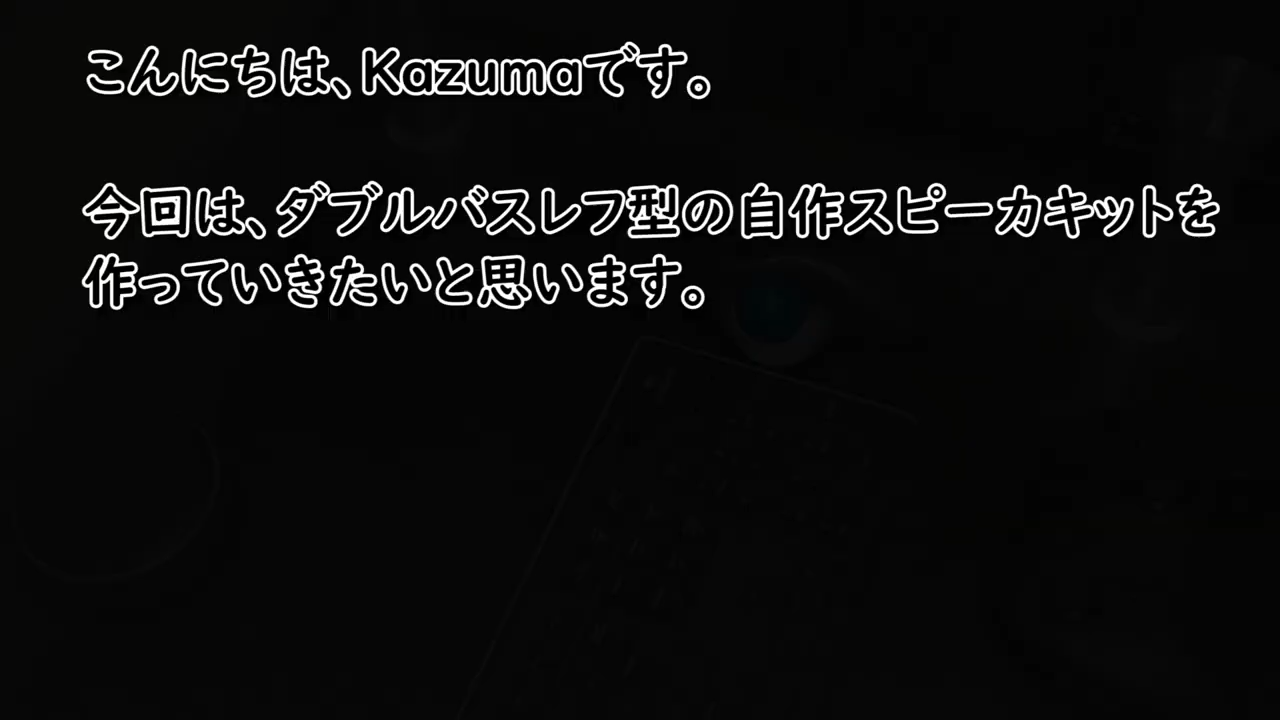 こんにちは、Kazumaです。
今回は、ダブルバスレフ型の自作スピーカキットを
作っていきたいと思います。